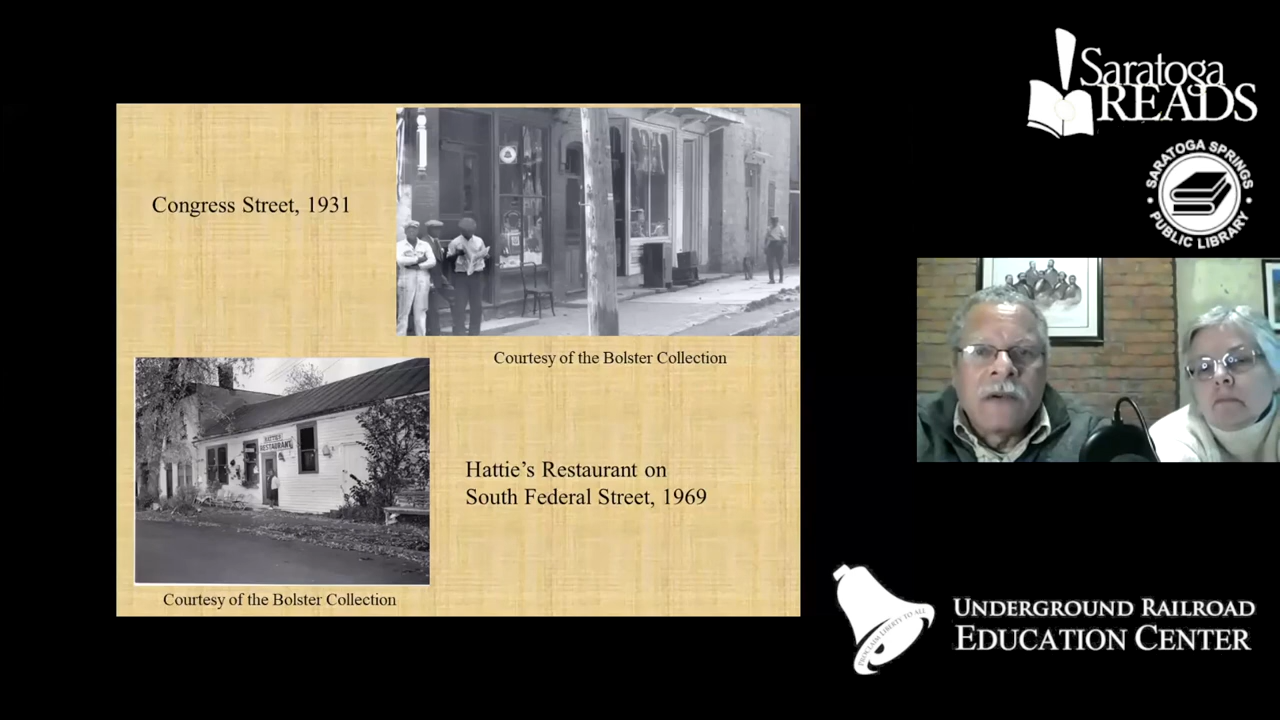 Congress Street, 1931
Courtesy of the Bolster Collection
HATTIE'S
RESTAURANT
Hattie's Restaurant on
South Federal Street, 1969
Courtesy of the Bolster Collection
Saratoga
READS
SARATOGA SPRINGS
PUBLIC LIBRARY
PROCLAIM LIBERTY TO ALL
UNDERGROUND RAILROAD
EDUCATION CENTER